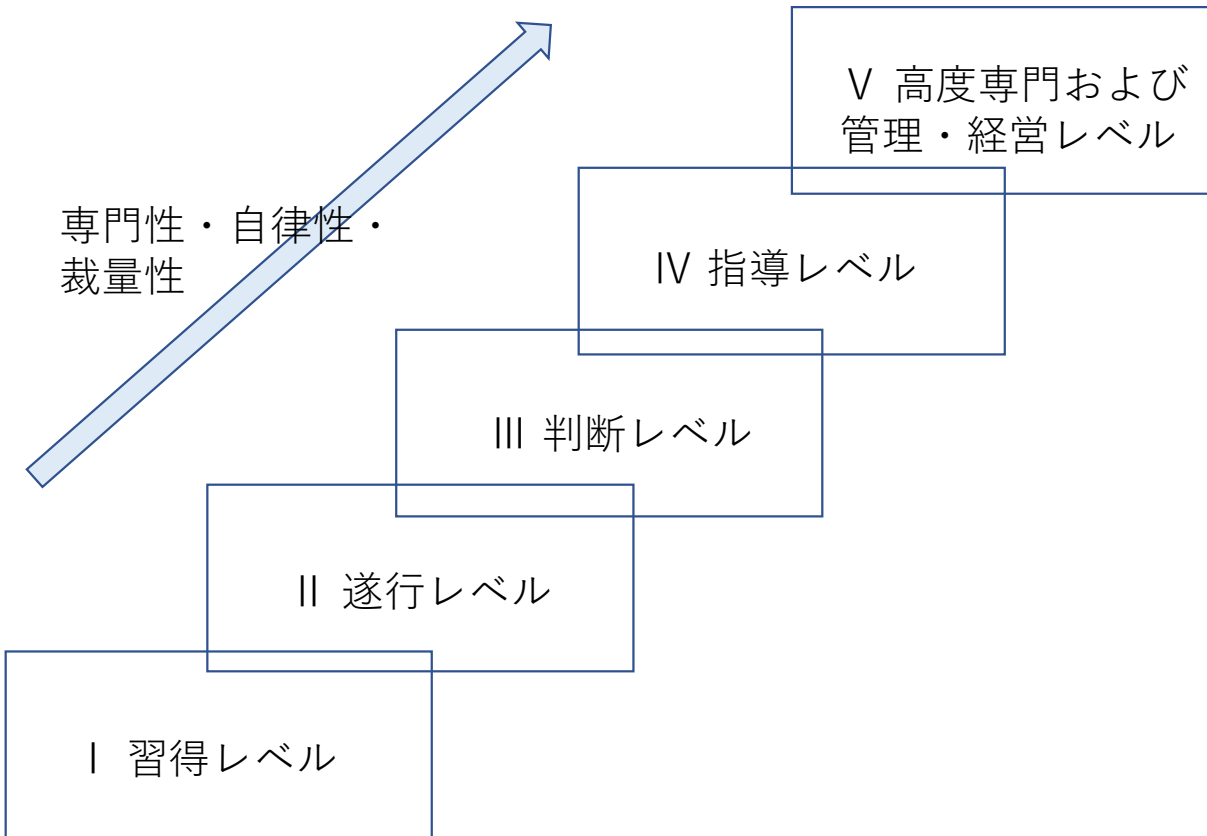 Ⅴ 高度専門および
管理・経営レベル
専門性・自律性・
裁量性
Ⅳ 指導レベル
Ⅲ 判断レベル
Ⅱ 遂行レベル
Ⅰ 習得レベル